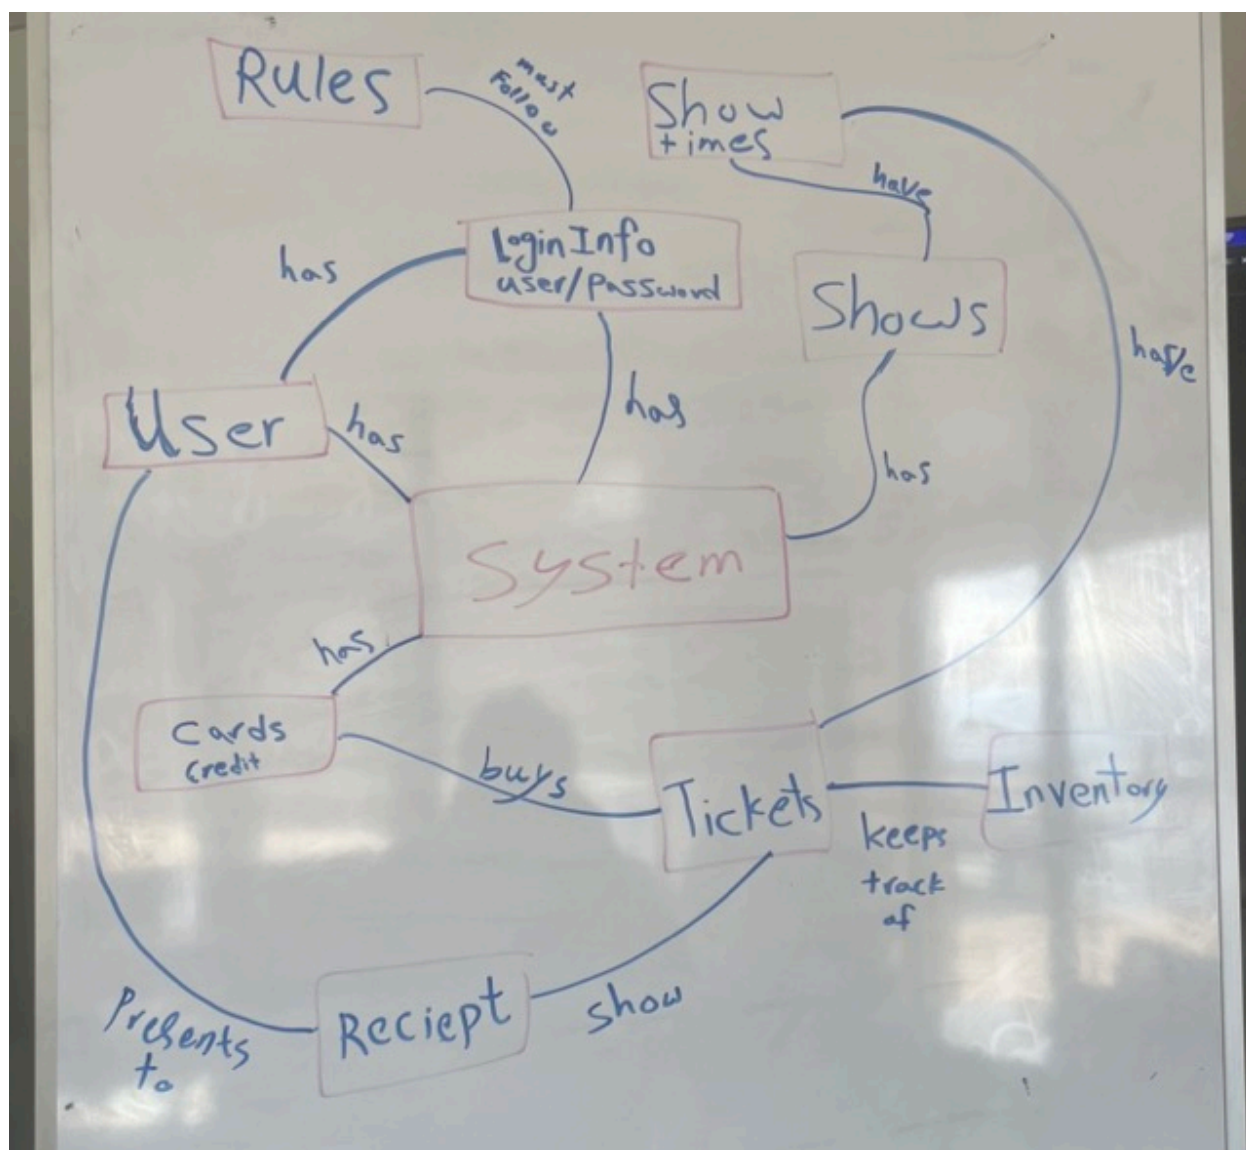 Rules
must
Follow
Show
times
have
Login Info
user/Password
has
Shows
have
User
has
has
has
System
has
Cards
Credit
buys
Tickets
Inventory
keeps
track
of
Reciept
show
Presents
to